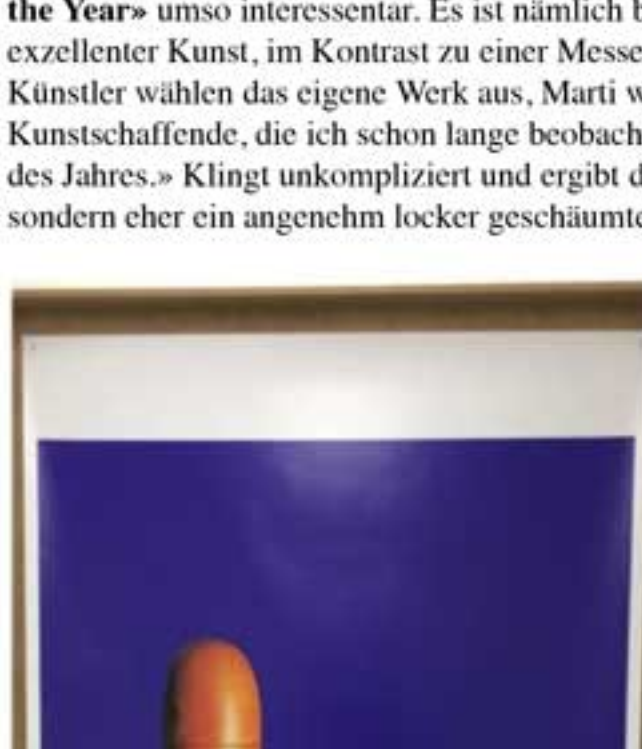 the Year» umso interessentar. Es ist nämlich b
exzellenter Kunst, im Kontrast zu einer Messe
Künstler wählen das eigene Werk aus, Marti w
Kunstschaffende, die ich schon lange beobach
des Jahres.» Klingt unkompliziert und ergibt d
sondern eher ein angenehm locker geschäumte